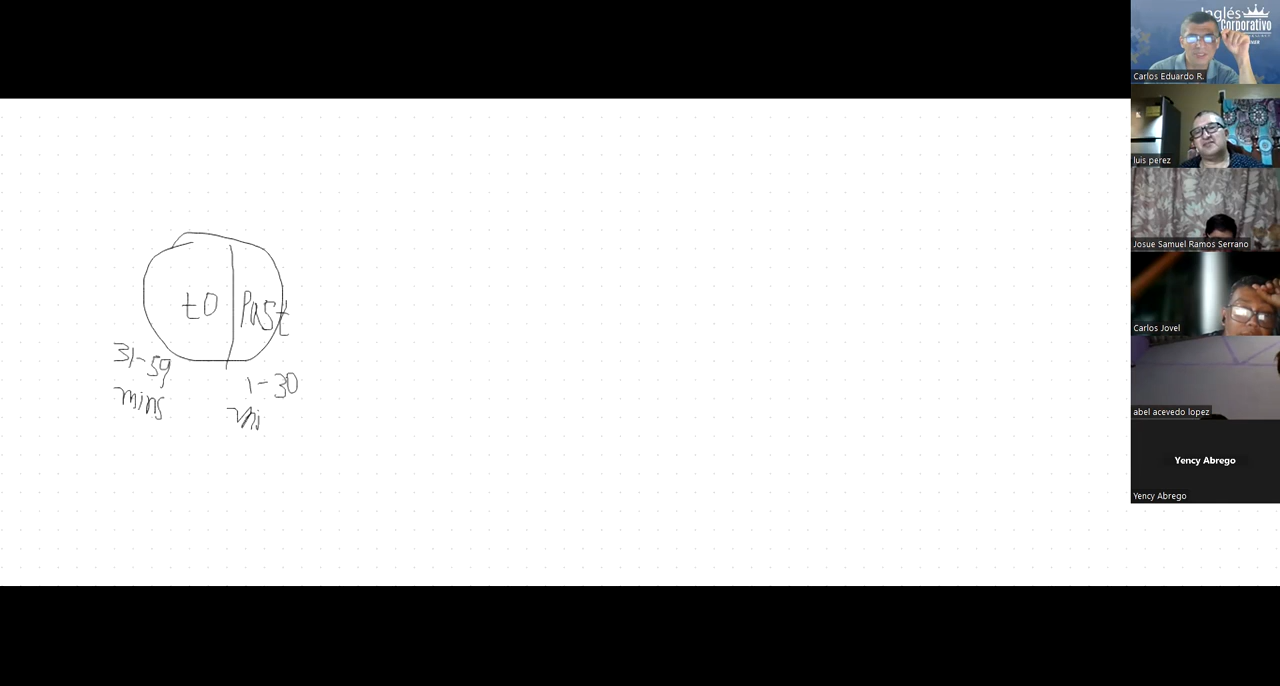 to
Past
31-59
mins
1-30
mi
Inglés
Corporativo
Carlos Eduardo R.
luis perez
Josue Samuel Ramos Serrano
Carlos Jovel
abel acevedo lopez
Yency Abrego
Yency Abrego